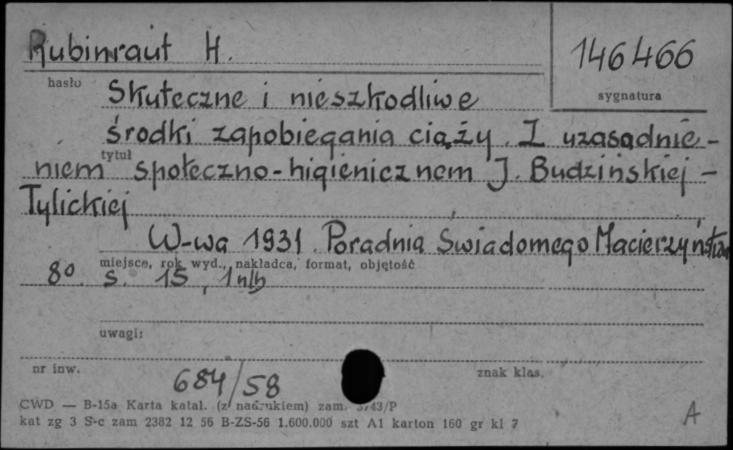 Rubinraut H.
146466
hasło
sygnatura
Skuteczne i nieszkodliwe
środki zapobiegania ciąży. Z uzasadnie-
tytuł
niem społeczno-higienicznem J. Budzińskiej-
Tylickiej
W-wa 1931. Poradnia Świadomego Macierzyństwa
miejsce, rok wyd., nakładca, format, objętość
8º. s. 15, 1 nlb
uwagi:
nr inw.
znak klas.
684/58
CWD — B-15a Karta katal. (z nadrukiem) zam. 3743/P
kat zg 3 S-c zam 2382 12 56 B-ZS-56 1.600.000 szt A1 karton 160 gr kl 7
A